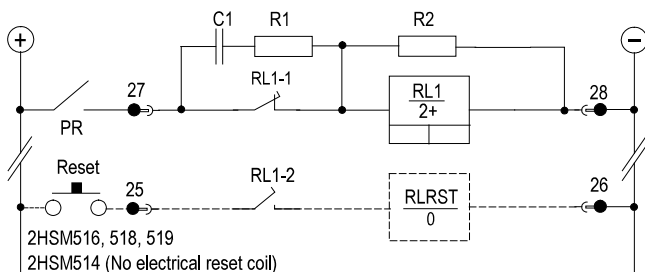 C1
R1
R2
+
−
RL1-1
27
RL1
2+
28
PR
Reset
25
RL1-2
RLRST
0
26
2HSM516, 518, 519
2HSM514 (No electrical reset coil)